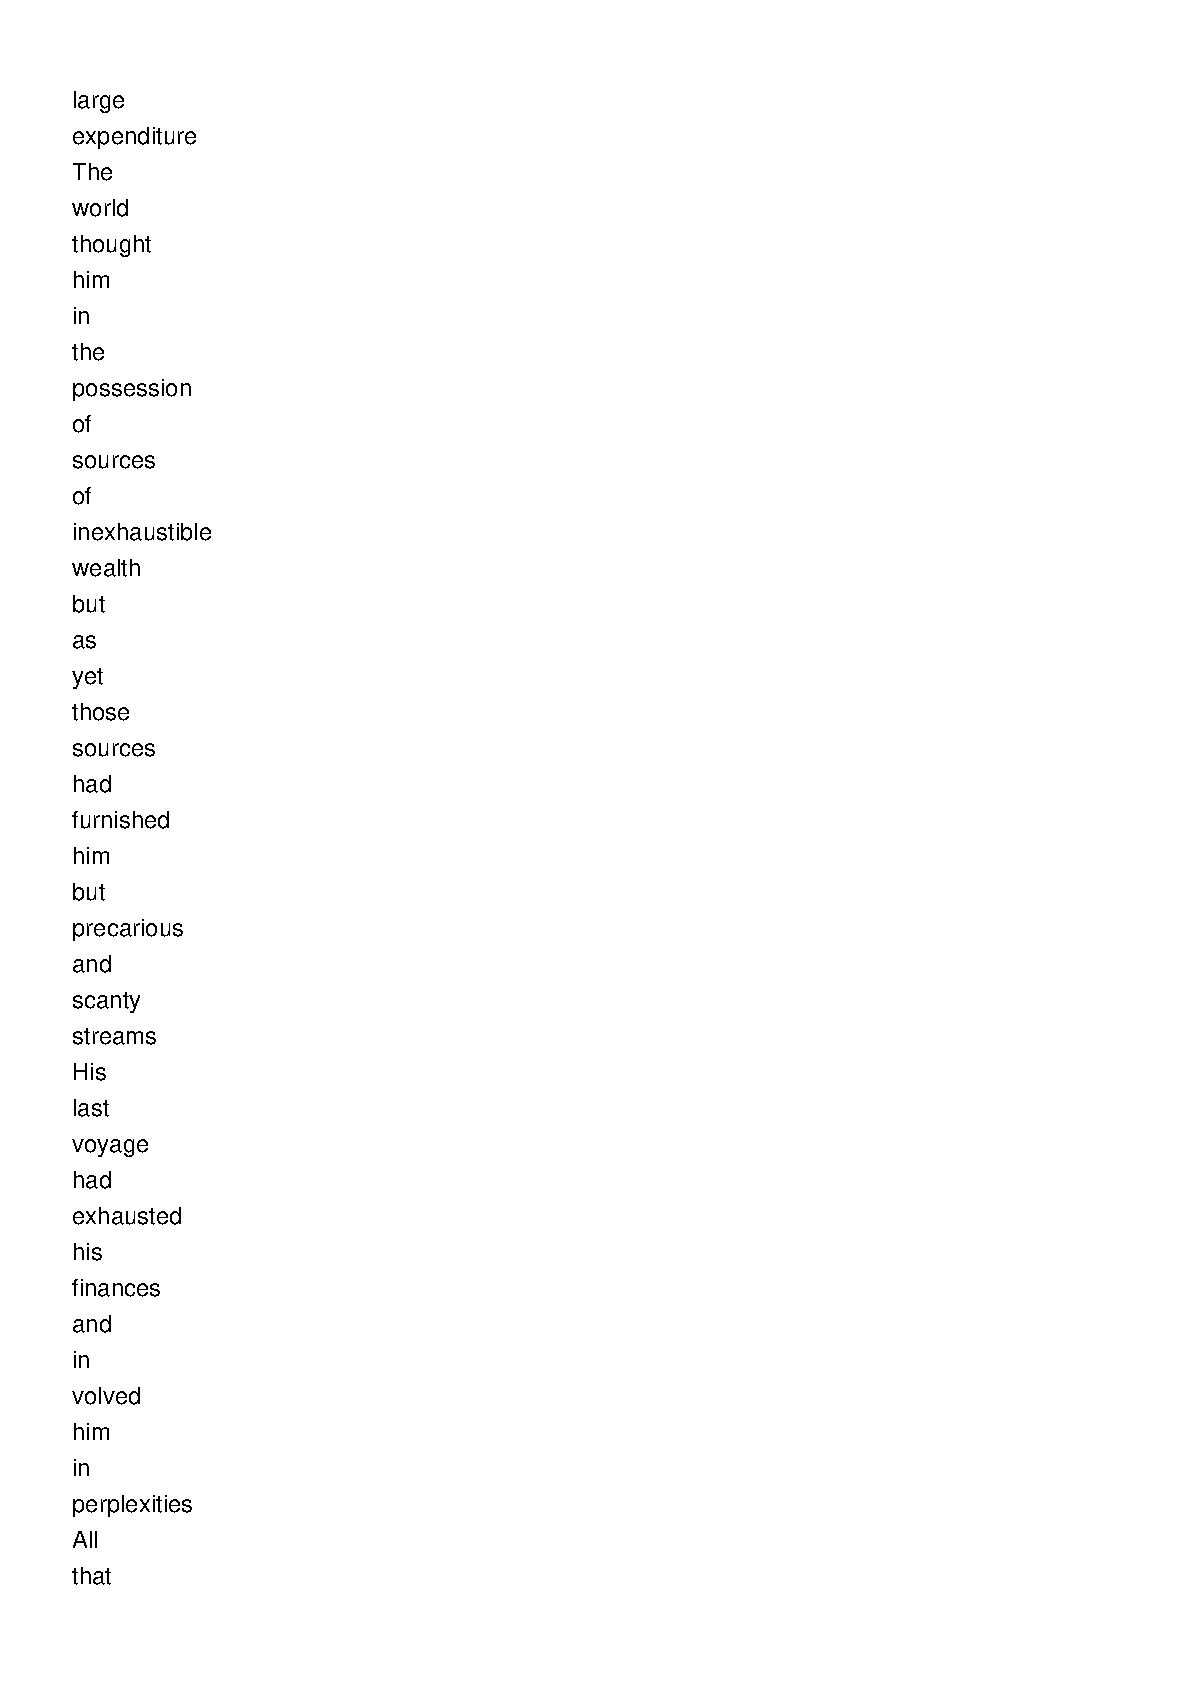 large
expenditure
The
world
thought
him
in
the
possession
of
sources
of
inexhaustible
wealth
but
as
yet
those
sources
had
furnished
him
but
precarious
and
scanty
streams
His
last
voyage
had
exhausted
his
finances
and
in
volved
him
in
perplexities
All
that